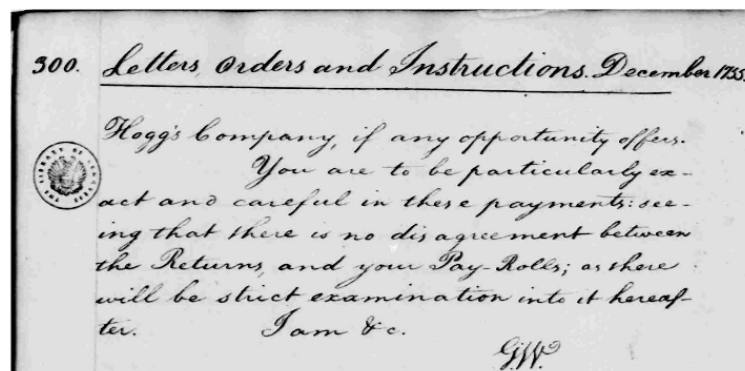 300. Letters, Orders and Instructions. December 1755.
Hogg's Company, if any opportunity offers.
You are to be particularly ex-
act and careful in these payments: see-
ing that there is no disagreement between
the Returns, and your Pay-Rolls; as there
will be strict examination into it hereaf-
ter. I am &c.
G.W.